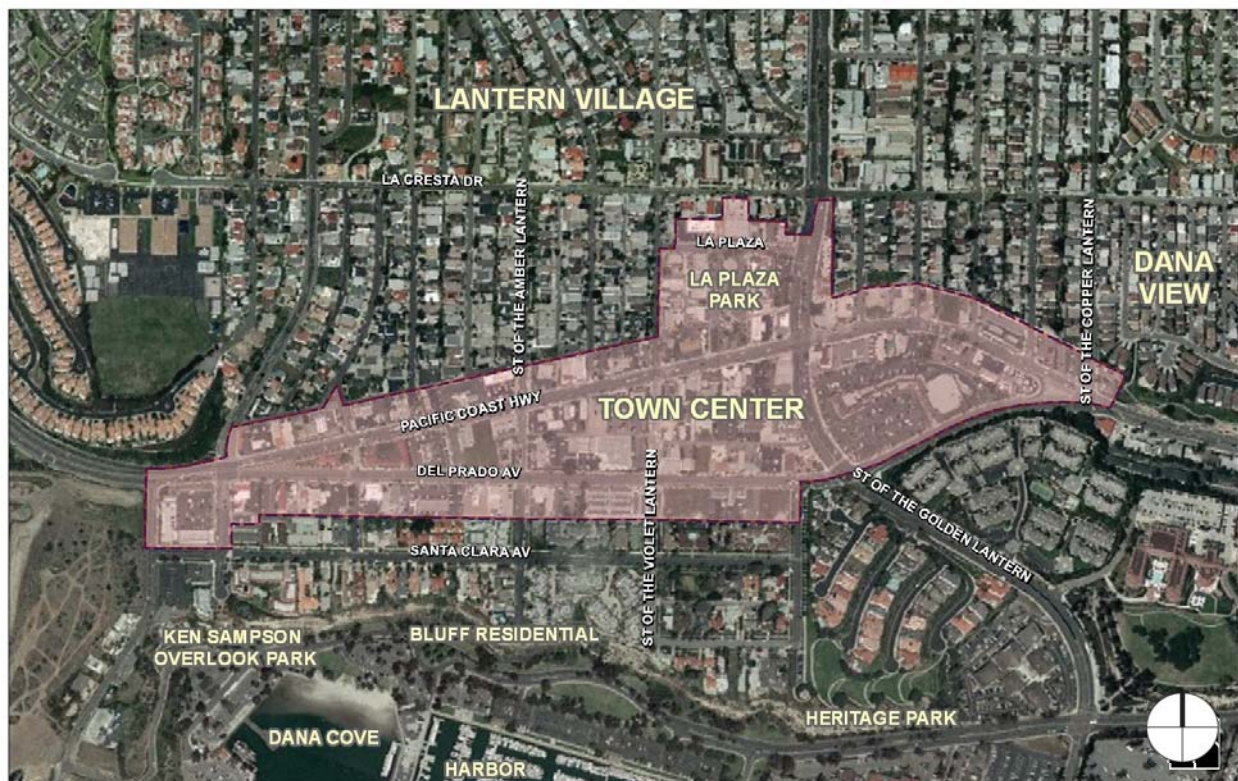 LANTERN VILLAGE
LA CRESTA DR
ST OF THE AMBER LANTERN
LA PLAZA
LA PLAZA
PARK
ST OF THE COPPER LANTERN
DANA
VIEW
PACIFIC COAST HWY
TOWN CENTER
DEL PRADO AV
ST OF THE VIOLET LANTERN
ST OF THE GOLDEN LANTERN
SANTA CLARA AV
KEN SAMPSON
OVERLOOK PARK
BLUFF RESIDENTIAL
HERITAGE PARK
DANA COVE
HARBOR